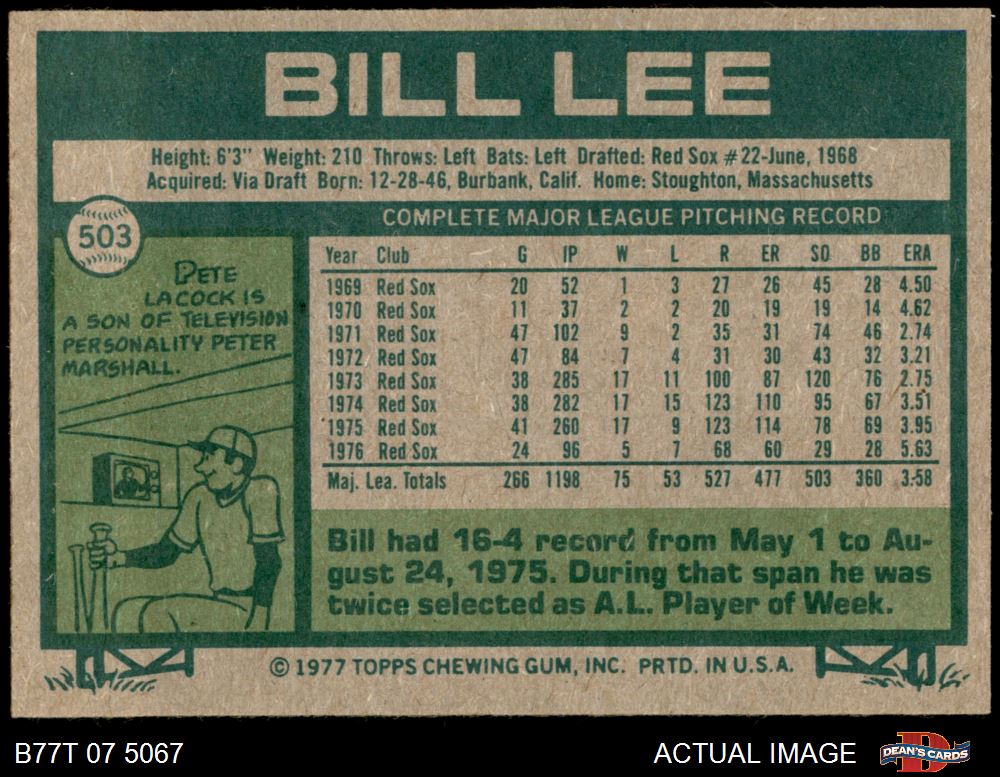 BILL LEE
Height: 6'3" Weight: 210 Throws: Left Bats: Left Drafted: Red Sox #22-June, 1968
Acquired: Via Draft Born: 12-28-46, Burbank, Calif. Home: Stoughton, Massachusetts
503
COMPLETE MAJOR LEAGUE PITCHING RECORD
PETE
LACOCK IS
A SON OF TELEVISION
PERSONALITY PETER
MARSHALL.
Year Club G IP W L R ER SO BB ERA
1969 Red Sox 20 52 1 3 27 26 45 28 4.50
1970 Red Sox 11 37 2 2 20 19 19 14 4.62
1971 Red Sox 47 102 9 2 35 31 74 46 2.74
1972 Red Sox 47 84 7 4 31 30 43 32 3.21
1973 Red Sox 38 285 17 11 100 87 120 76 2.75
1974 Red Sox 38 282 17 15 123 110 95 67 3.51
1975 Red Sox 41 260 17 9 123 114 78 69 3.95
1976 Red Sox 24 96 5 7 68 60 29 28 5.63
Maj. Lea. Totals 266 1198 75 53 527 477 503 360 3.58
Bill had 16-4 record from May 1 to Au-
gust 24, 1975. During that span he was
twice selected as A.L. Player of Week.
© 1977 TOPPS CHEWING GUM, INC. PRTD. IN U.S.A.
B77T 07 5067 ACTUAL IMAGE DEAN'S CARDS